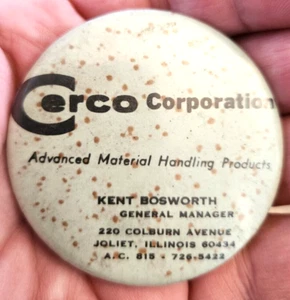 Cerco Corporation
Advanced Material Handling Products
KENT BOSWORTH
GENERAL MANAGER
220 COLBURN AVENUE
JOLIET, ILLINOIS 60434
A.C. 815 - 726-5422